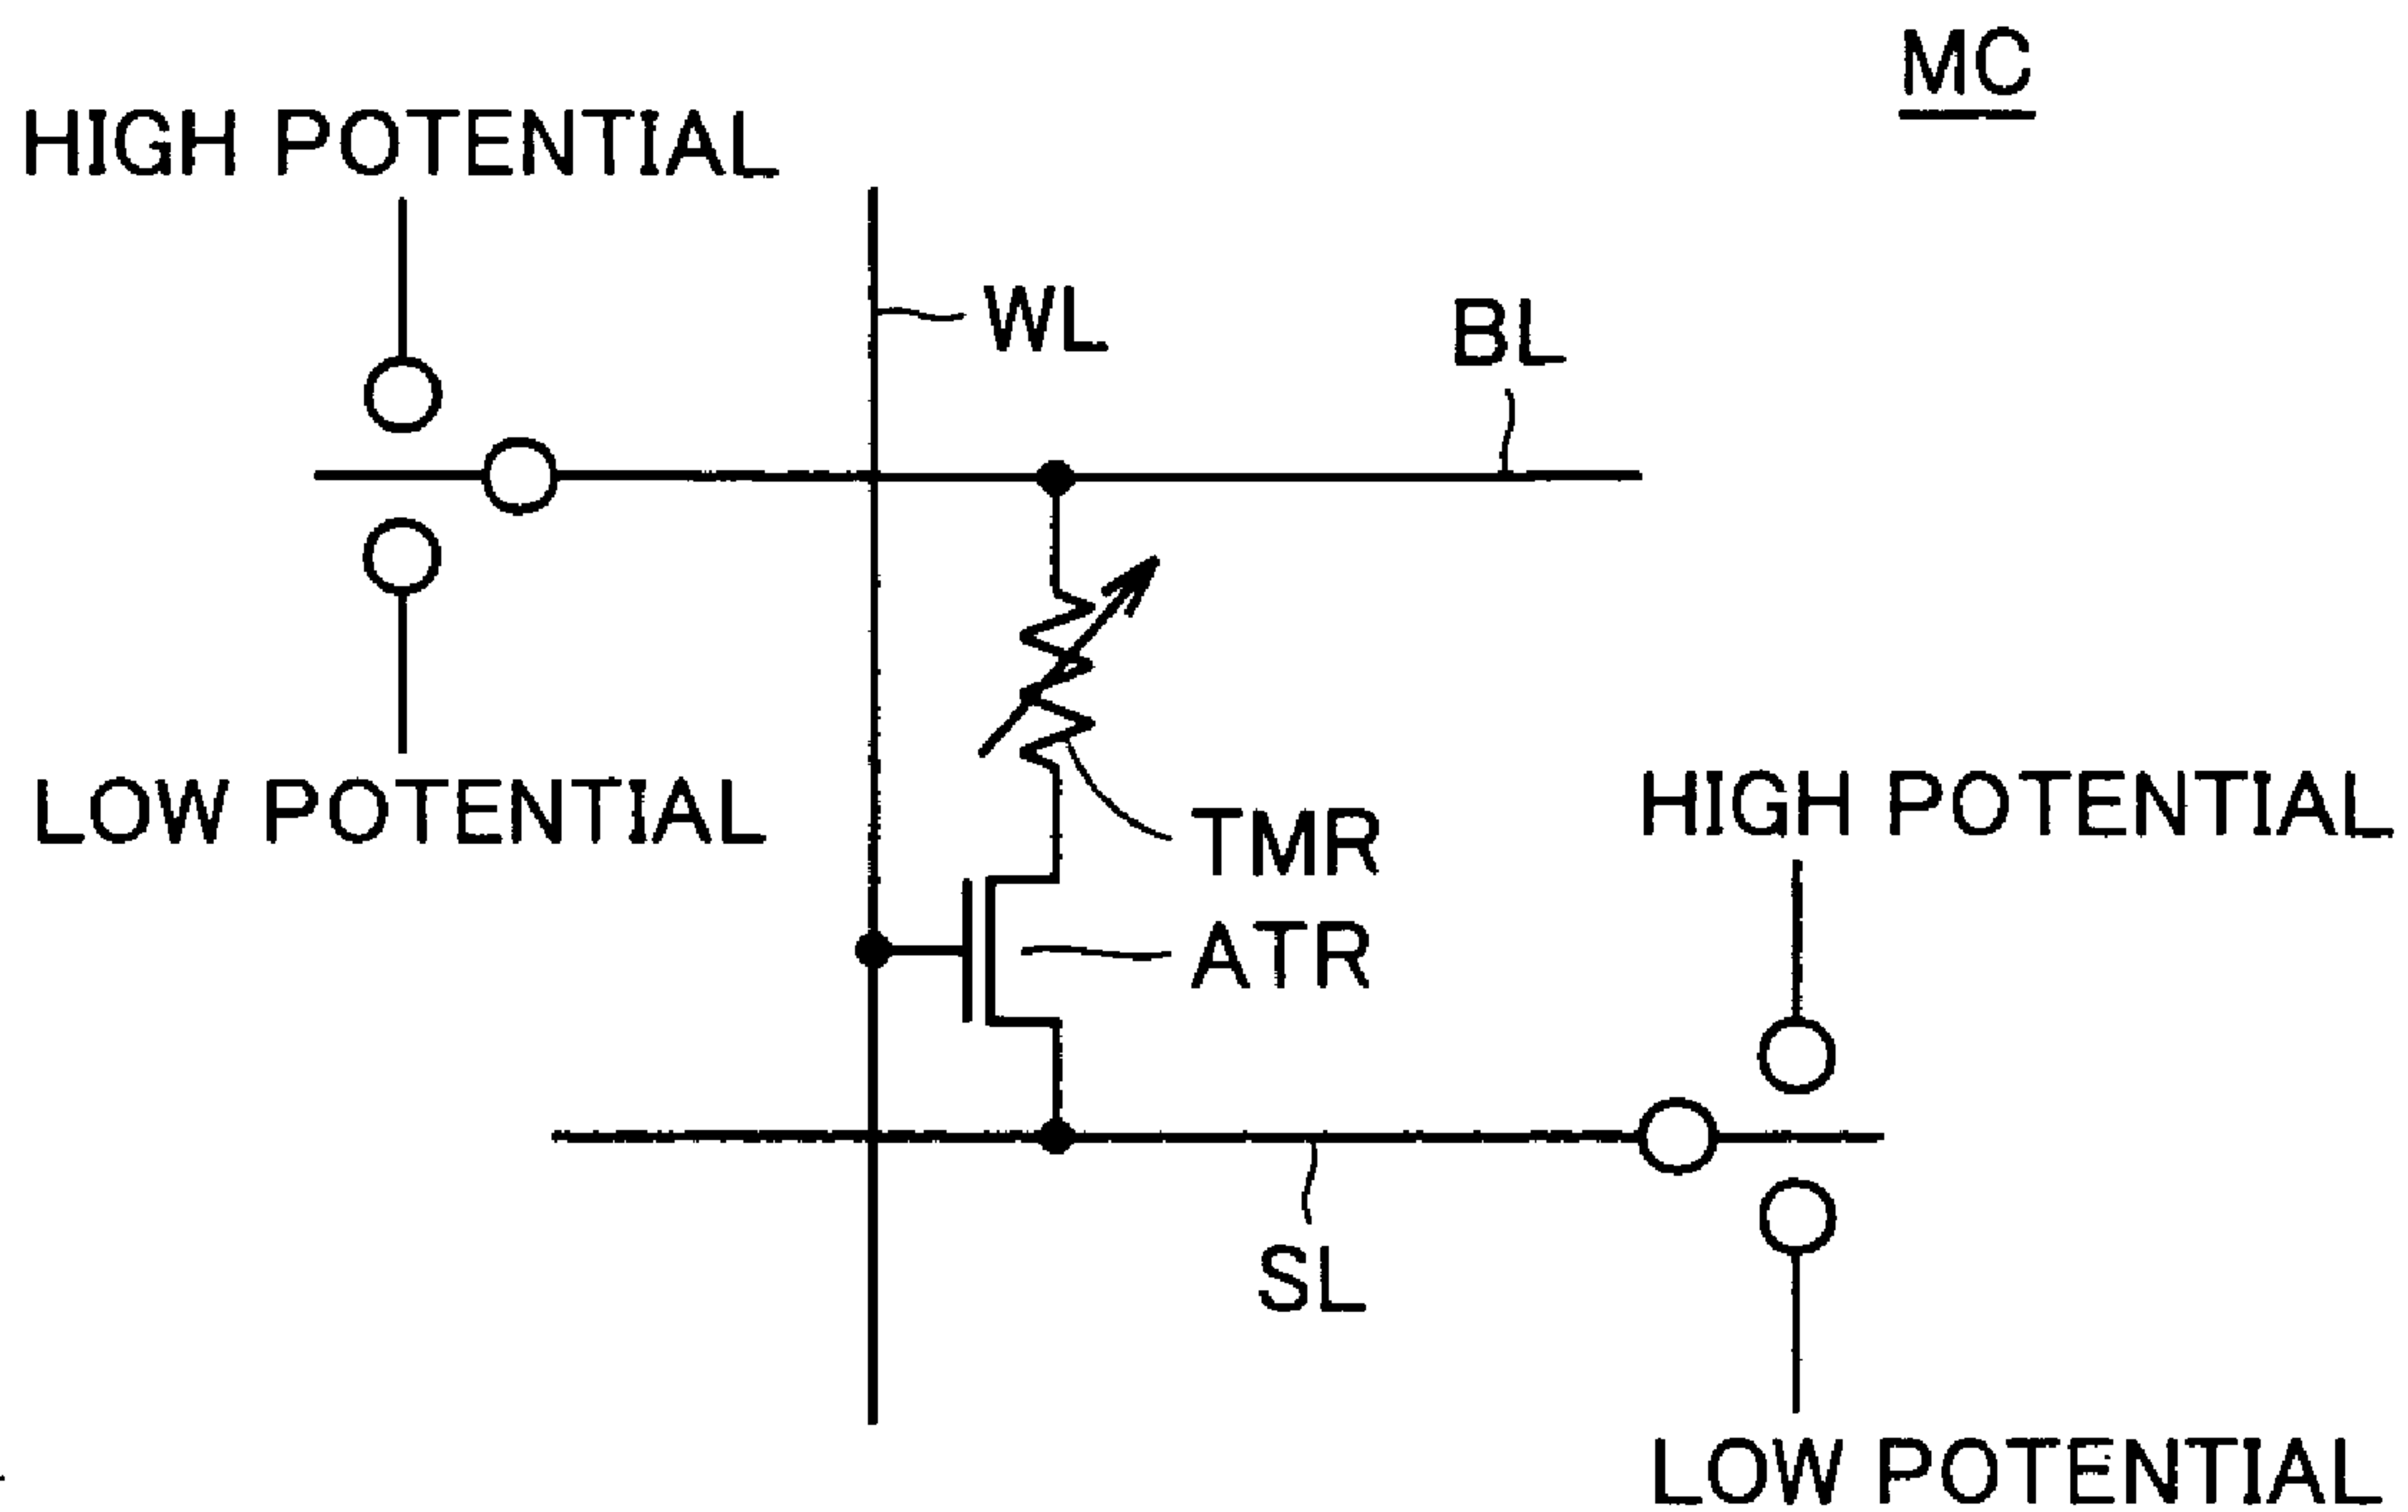 MC
HIGH POTENTIAL
WL
BL
LOW POTENTIAL
TMR
HIGH POTENTIAL
ATR
SL
LOW POTENTIAL